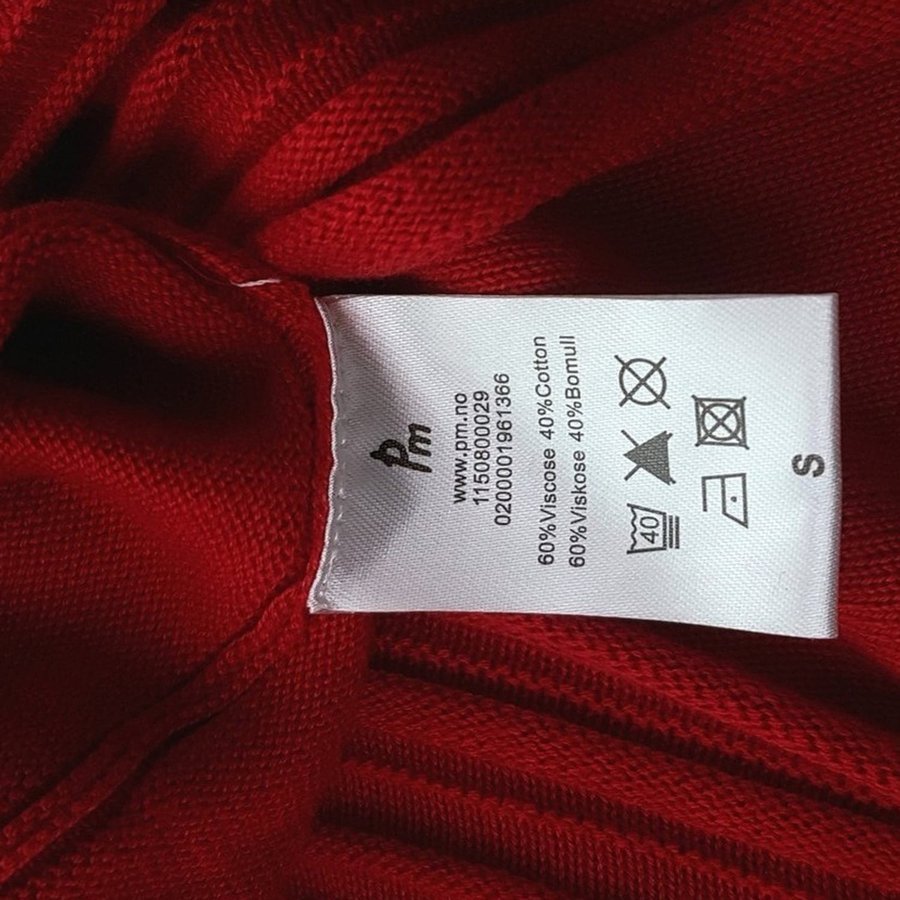 Pm
www.pm.no
1150800029
0200001961366
60%Viscose 40%Cotton
60%Viskose 40%Bomull
40
S